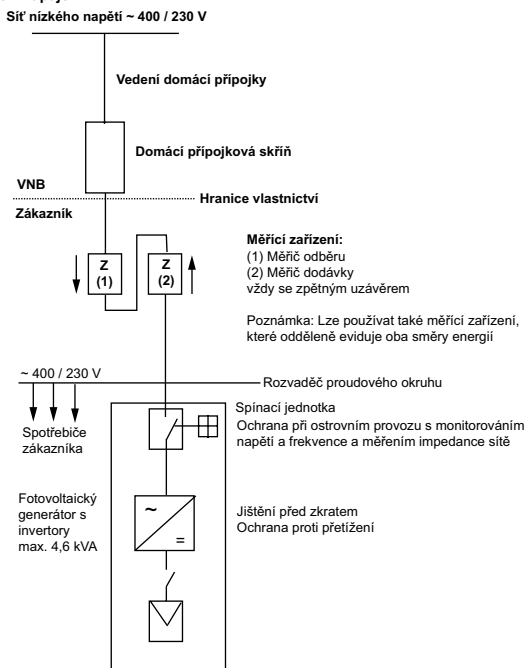 Síť nízkého napětí ~ 400 / 230 V
Vedení domácí přípojky
Domácí přípojková skříň
VNB
Hranice vlastnictví
Zákazník
Z
(1)
Z
(2)
Měřící zařízení:
(1) Měřič odběru
(2) Měřič dodávky
vždy se zpětným uzávěrem
Poznámka: Lze používat také měřící zařízení,
které odděleně eviduje oba směry energií
~ 400 / 230 V
Rozvaděč proudového okruhu
Spotřebiče
zákazníka
Spínací jednotka
Ochrana při ostrovním provozu s monitorováním
napětí a frekvence a měřením impedance sítě
Fotovoltaický
generátor s
invertory
max. 4,6 kVA
~
=
Jištění před zkratem
Ochrana proti přetížení